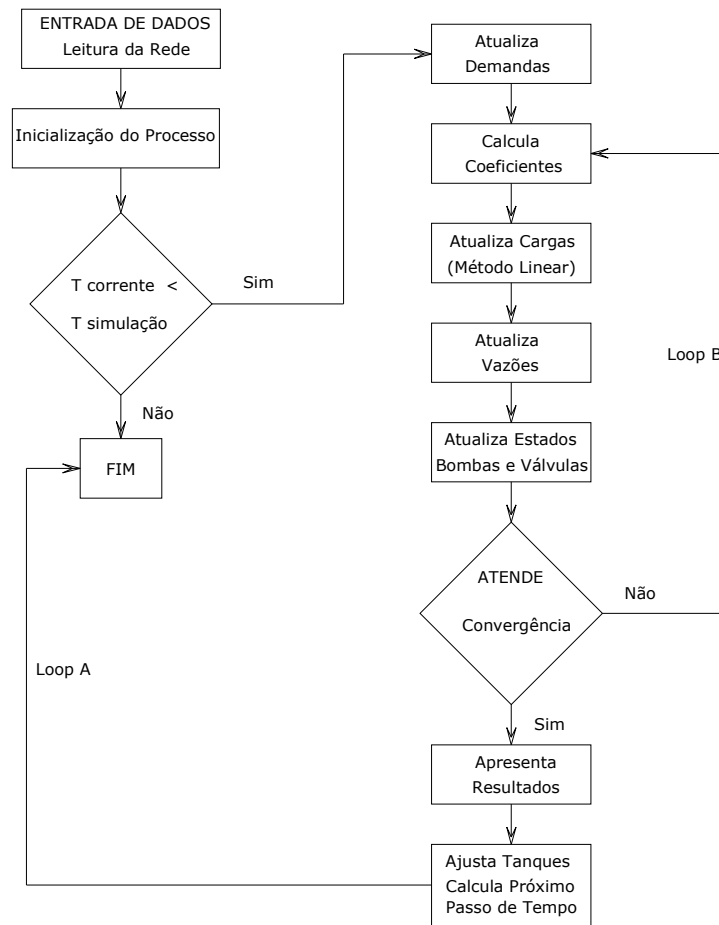 ENTRADA DE DADOS
Leitura da Rede
Inicialização do Processo
T corrente <
T simulação
Sim
Não
FIM
Loop A
Atualiza
Demandas
Calcula
Coeficientes
Atualiza Cargas
(Método Linear)
Atualiza
Vazões
Atualiza Estados
Bombas e Válvulas
ATENDE
Convergência
Não
Loop B
Sim
Apresenta
Resultados
Ajusta Tanques
Calcula Próximo
Passo de Tempo